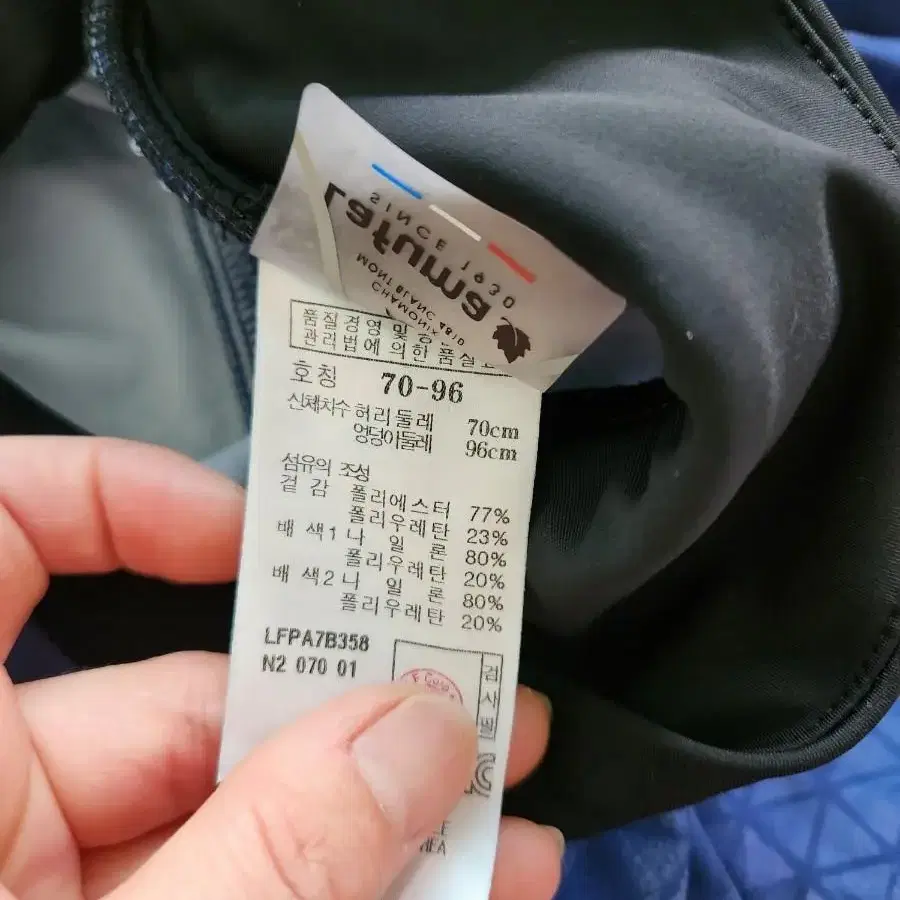 SINCE 1930
Lafuma
MONT BLANC 4810
CHAMONIX
품질경영 및
관리법에 의한 품질
호칭 70-96
신체치수 허리둘레 70cm
엉덩이둘레 96cm
섬유의 조성
겉 감 폴리에스터 77%
폴리우레탄 23%
배 색1 나 일 론 80%
폴리우레탄 20%
배 색2 나 일 론 80%
폴리우레탄 20%
LFPA7B358
N2 070 01
검사필